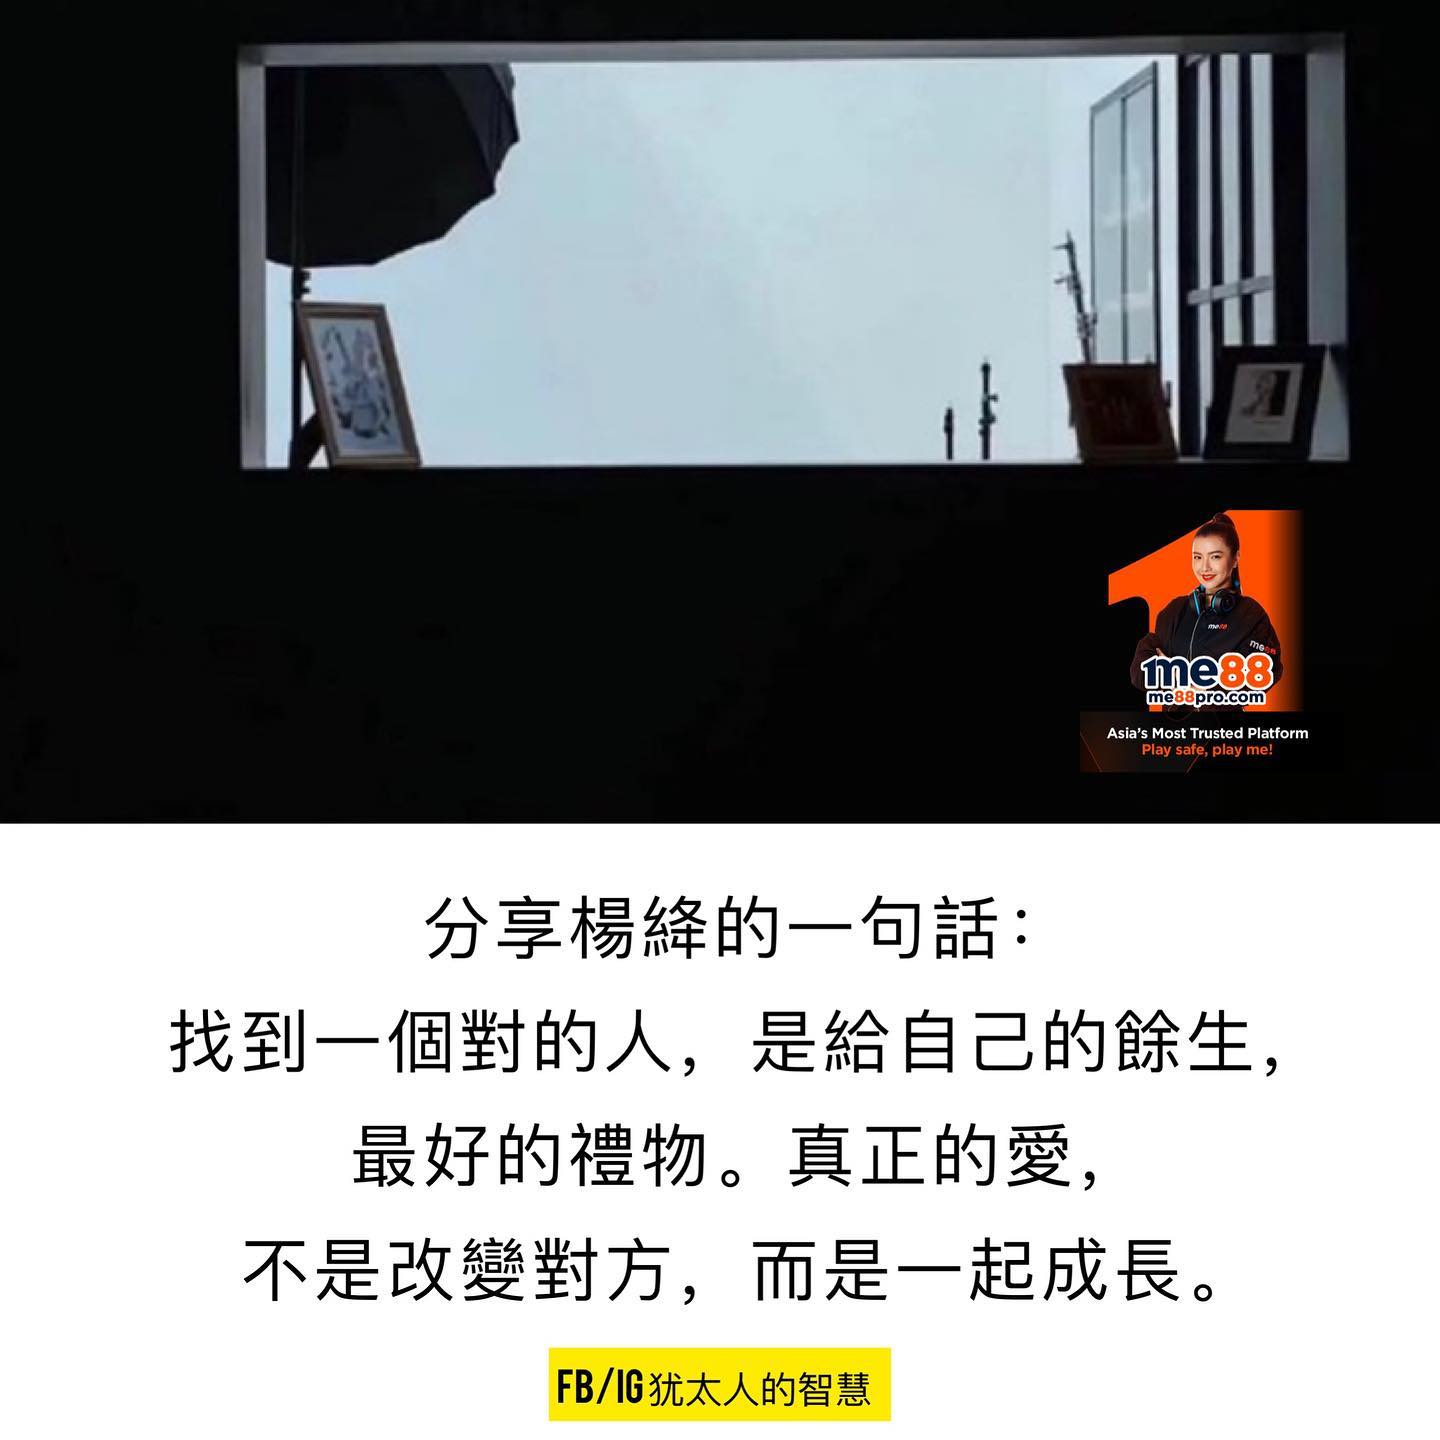 me88
me88
me88
me88pro.com
Asia's Most Trusted Platform
Play safe, play me!
分享楊絳的一句話：
找到一個對的人，是給自己的餘生，
最好的禮物。真正的愛，
不是改變對方，而是一起成長。
FB/IG犹太人的智慧